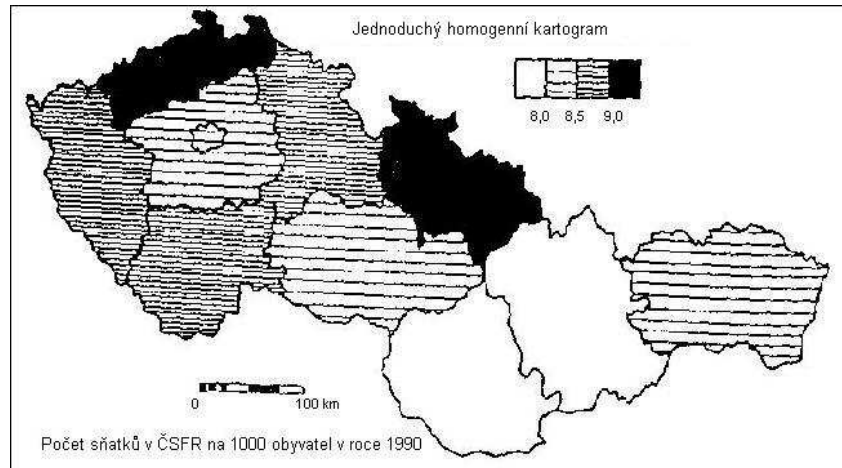 Jednoduchý homogenní kartogram
8,0 8,5 9,0
0 100 km
Počet sňatků v ČSFR na 1000 obyvatel v roce 1990